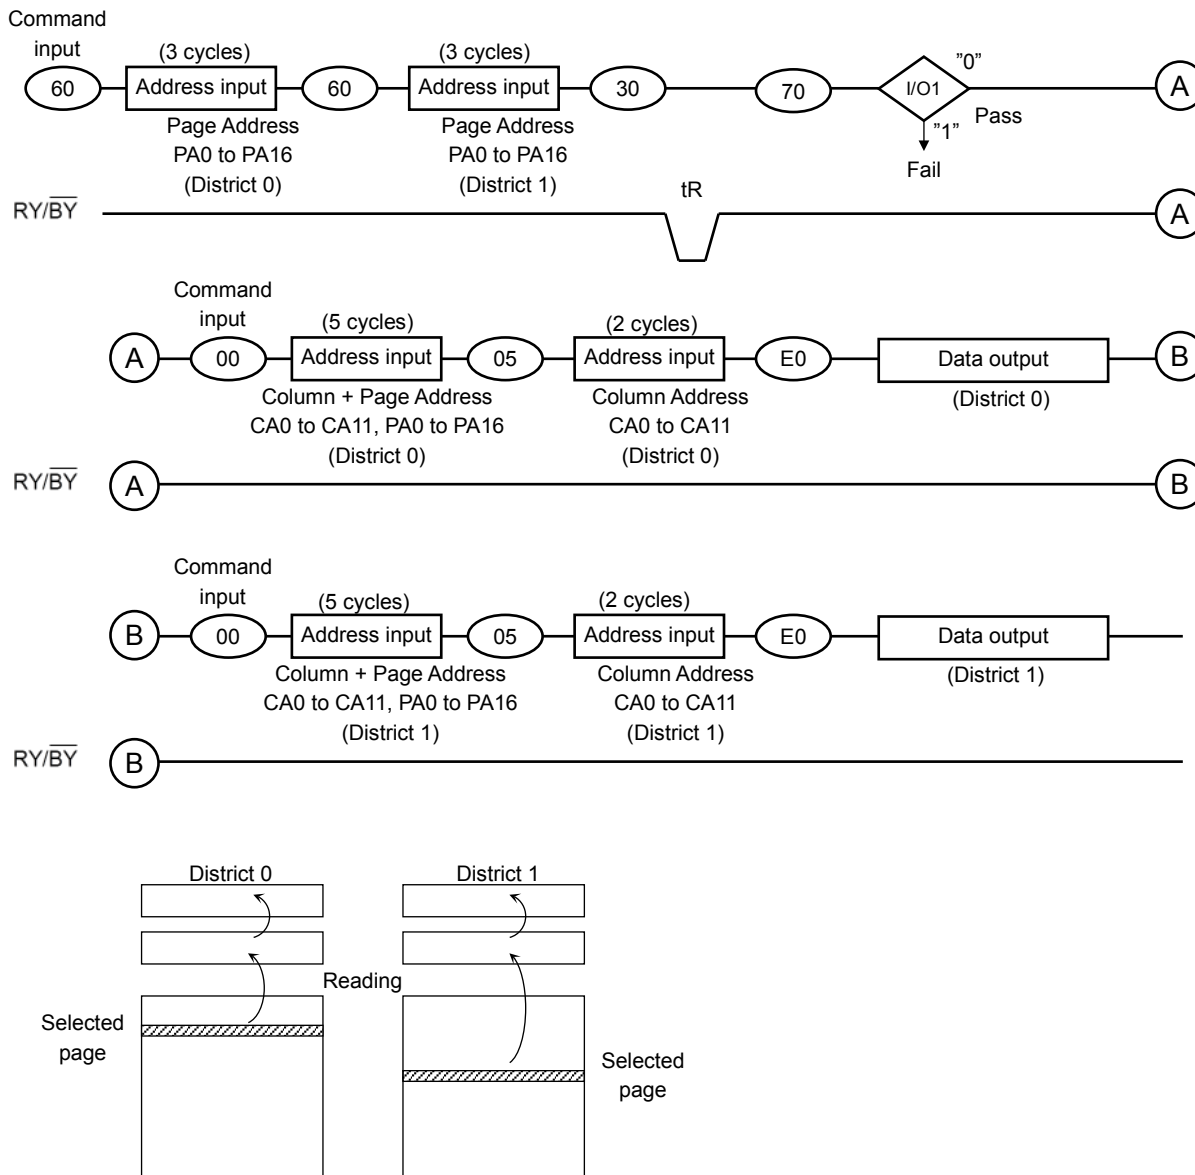 Command
input
(3 cycles)
(3 cycles)
"0"
60
Address input
60
Address input
30
70
I/O1
A
Page Address
PA0 to PA16
(District 0)
Page Address
PA0 to PA16
(District 1)
"1"
Pass
Fail
tR
RY/B̅Y̅
A
Command
input
(5 cycles)
(2 cycles)
A
00
Address input
05
Address input
E0
Data output
B
Column + Page Address
CA0 to CA11, PA0 to PA16
(District 0)
Column Address
CA0 to CA11
(District 0)
(District 0)
RY/B̅Y̅
A
B
Command
input
(5 cycles)
(2 cycles)
B
00
Address input
05
Address input
E0
Data output
Column + Page Address
CA0 to CA11, PA0 to PA16
(District 1)
Column Address
CA0 to CA11
(District 1)
(District 1)
RY/B̅Y̅
B
District 0
District 1
Reading
Selected
page
Selected
page